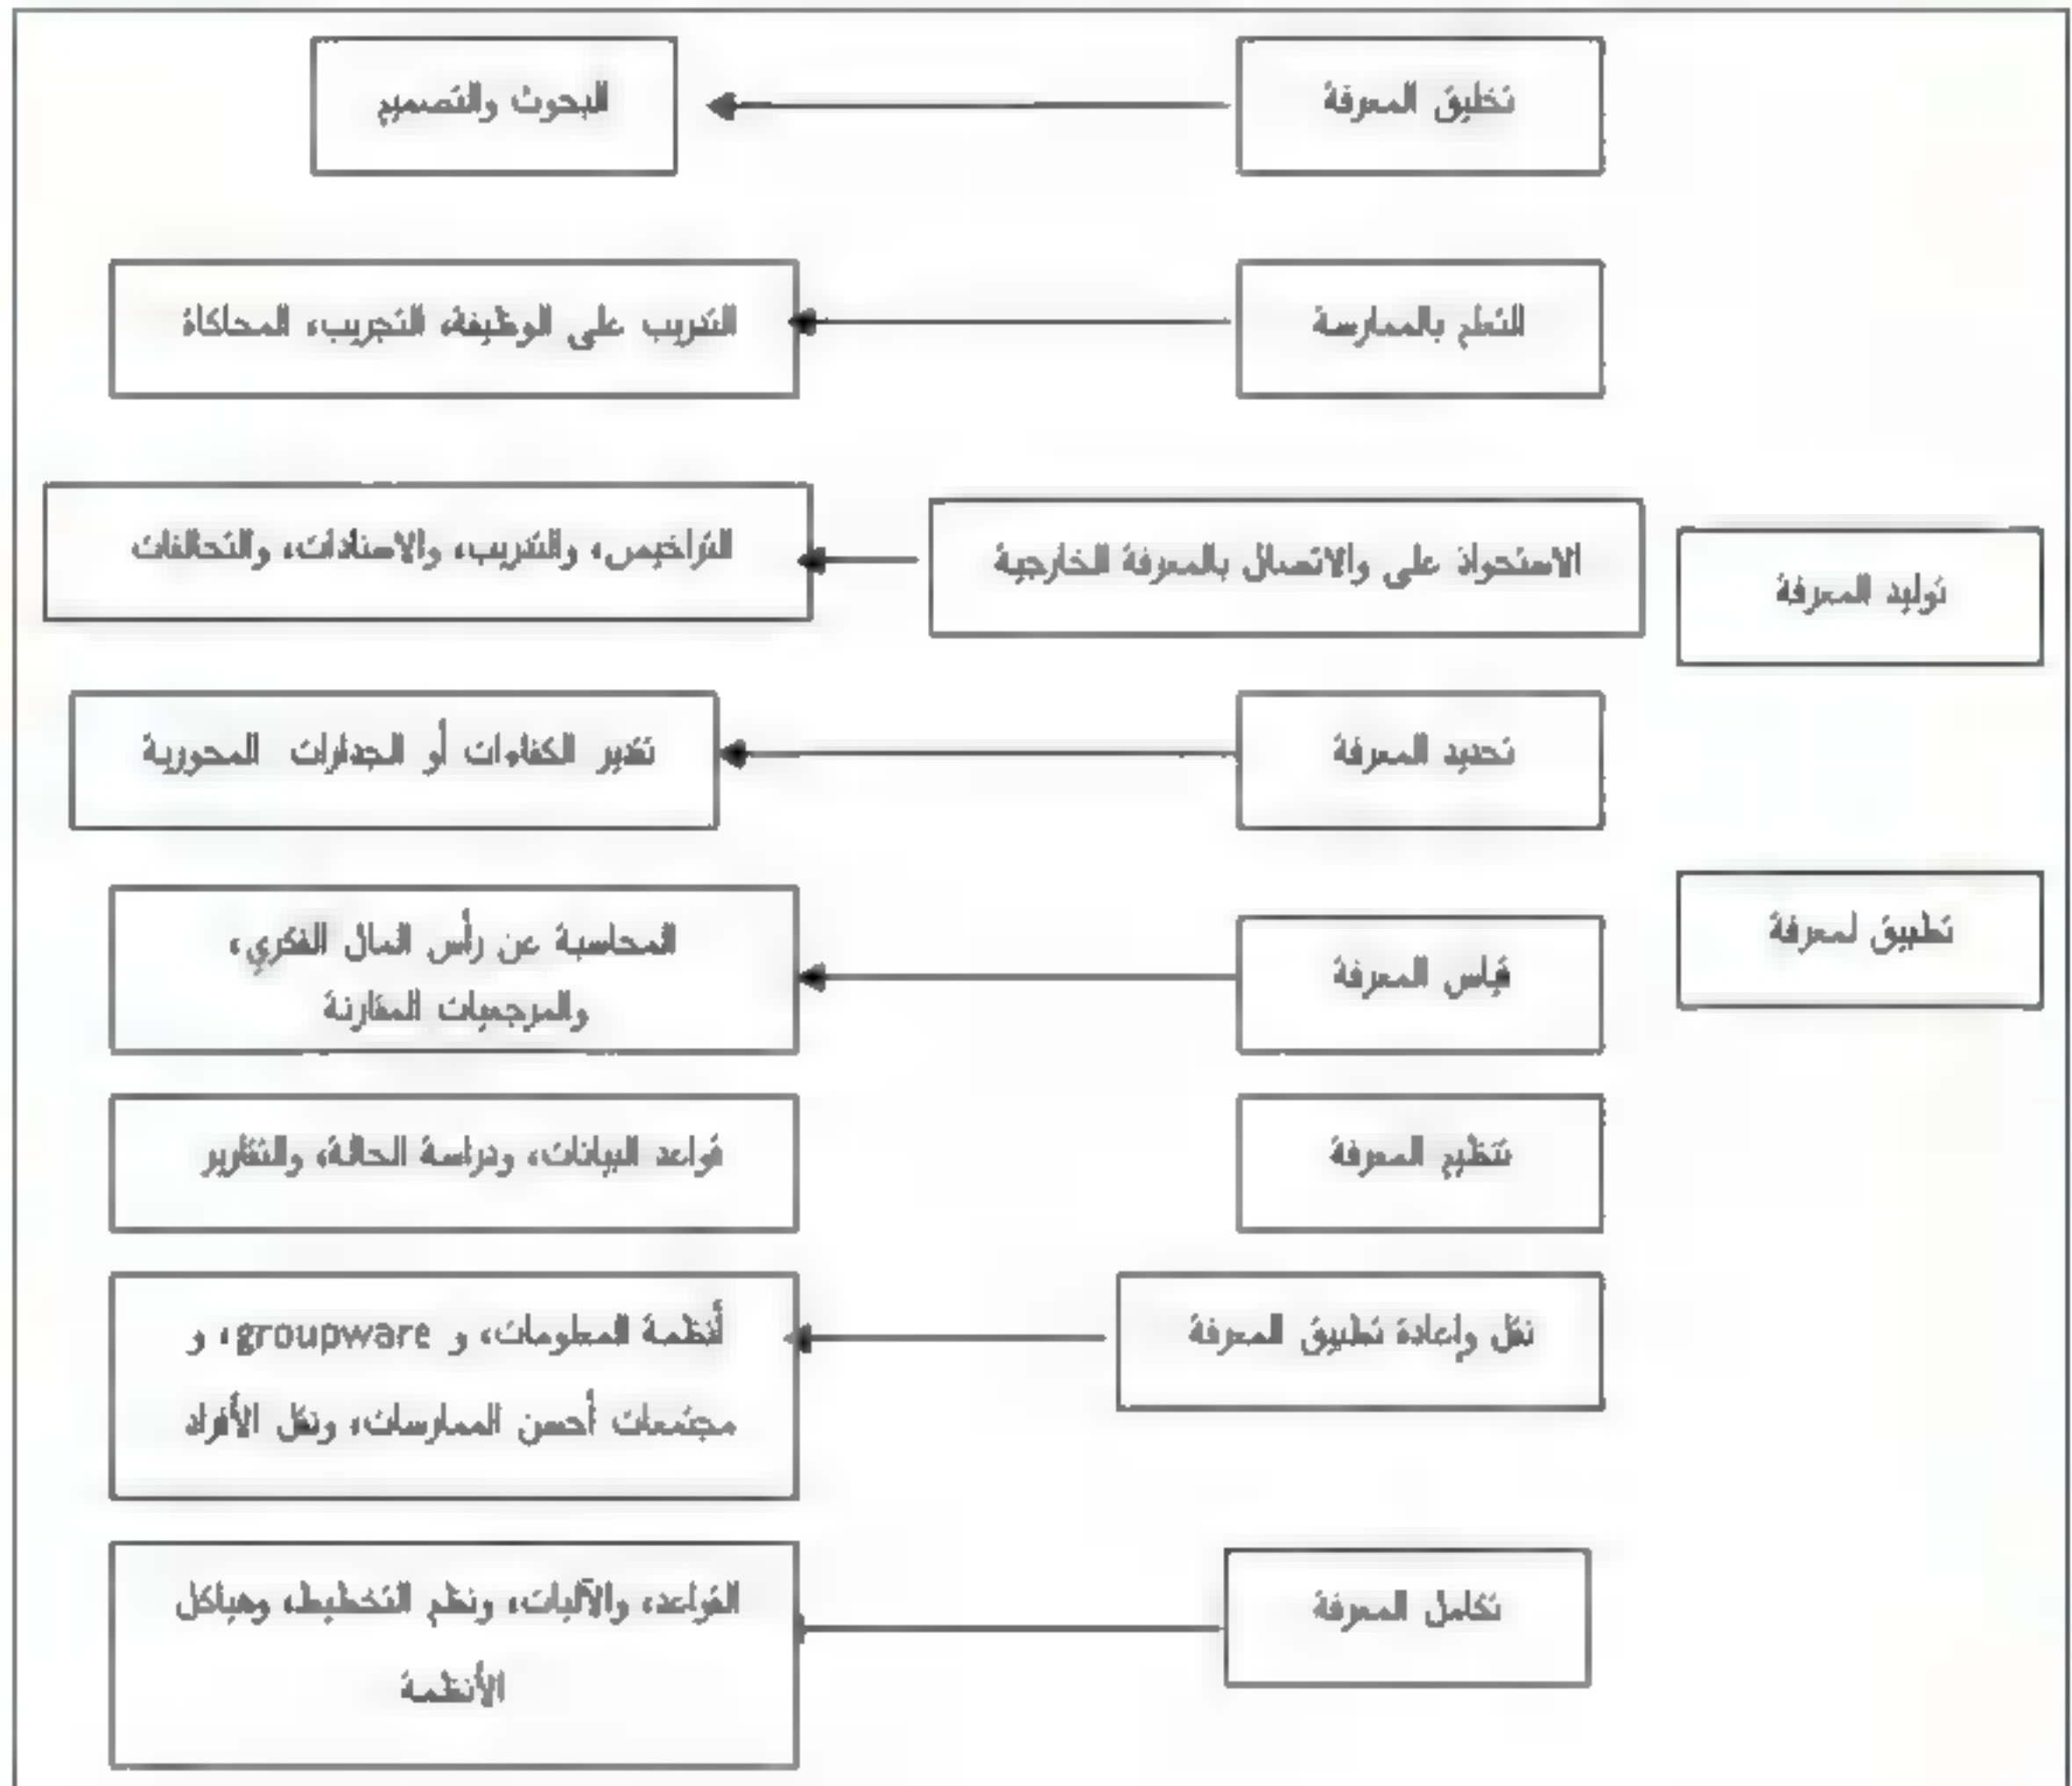 تخليق المعرفة
البحوث والتصميم
التعلم بالممارسة
التدريب على الوظيفة، التجريب، المحاكاة
توليد المعرفة
الاستحواذ على والاتصال بالمعرفة الخارجية
التراخيص، والتدريب، والاسنادات، والتحالفات
تحديد المعرفة
تقدير الكفاءات أو الجدارات المحورية
تطبيق لمعرفة
قياس المعرفة
المحاسبة عن رأس المال الفكري،
والمرجعيات المقارنة
تنظيم المعرفة
قواعد البيانات، ودراسة الحالة، والتقارير
نقل وإعادة تطبيق المعرفة
أنظمة المعلومات، و groupware، و
مجتمعات أحسن الممارسات، ونقل الأفراد
تكامل المعرفة
القواعد، والآليات، ونظم التخطيط، وهياكل
الأنظمة